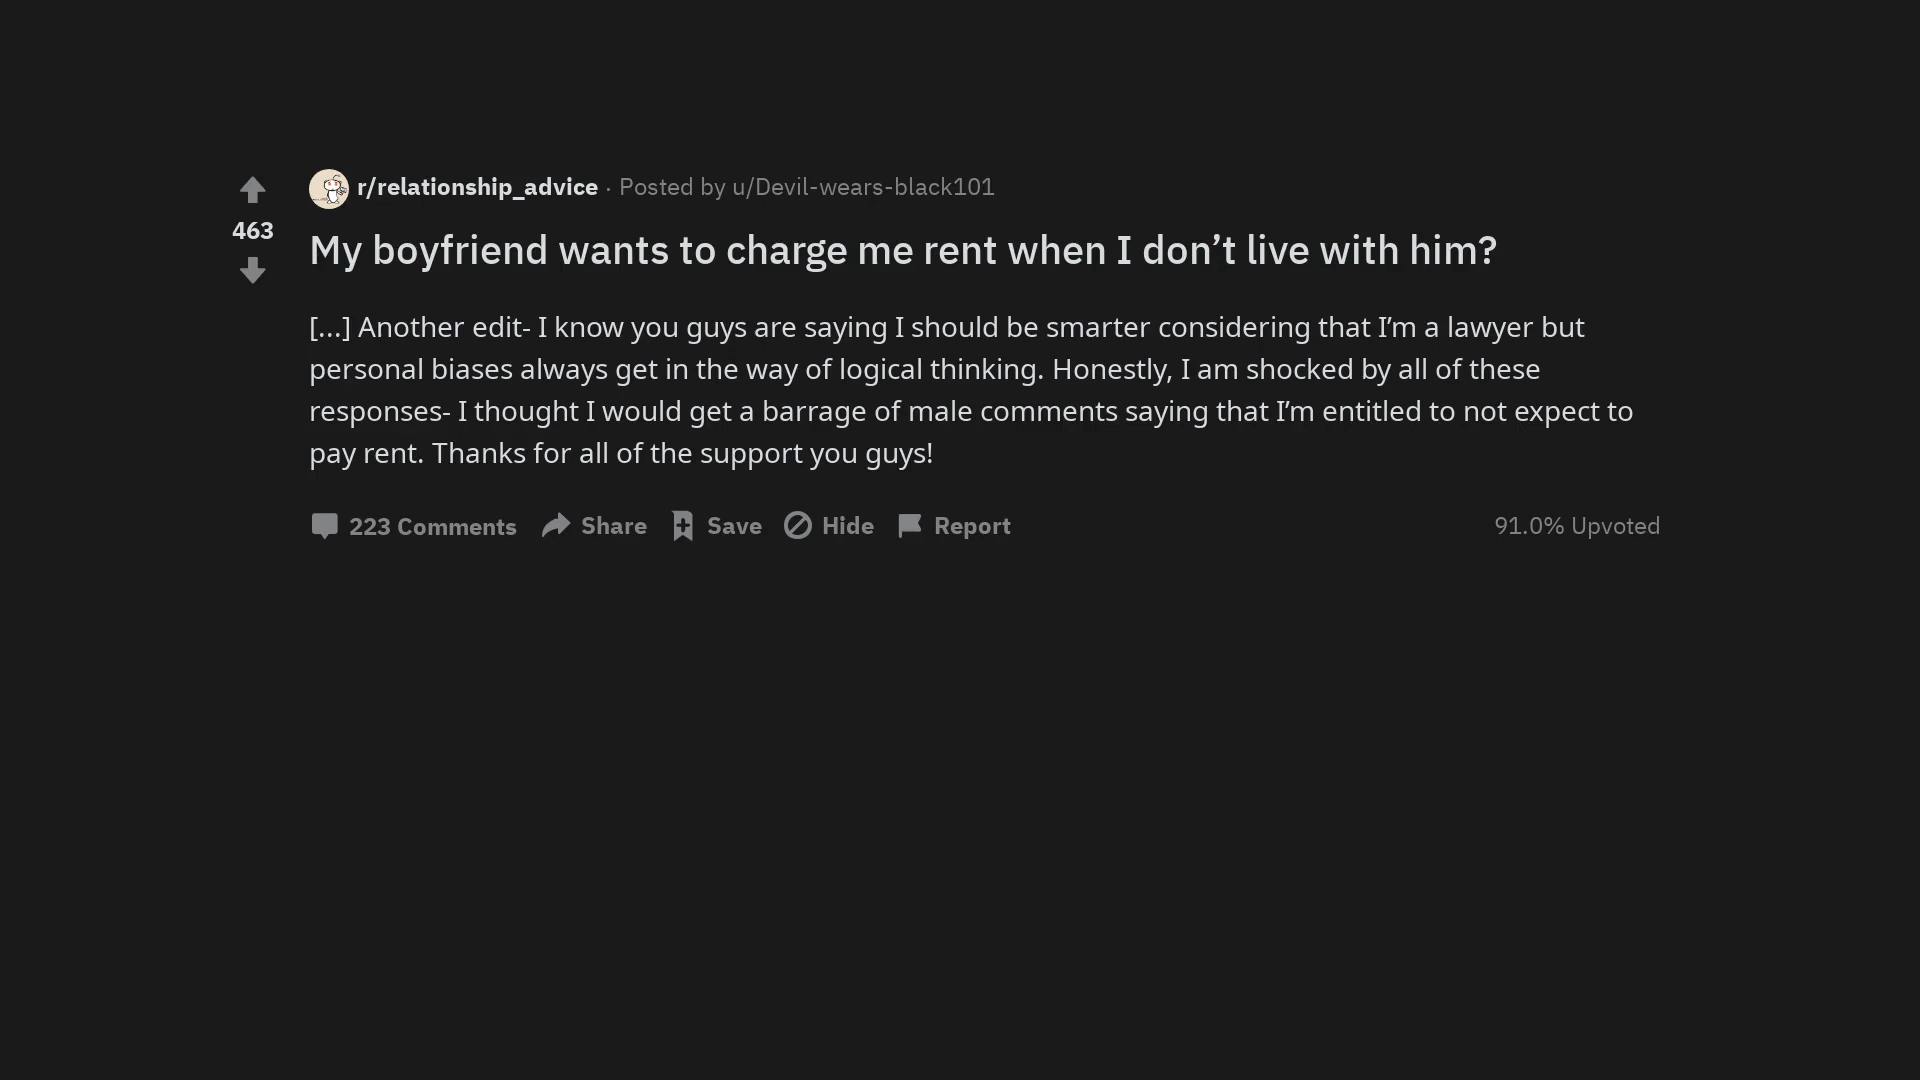 r/relationship_advice · Posted by u/Devil-wears-black101
463
My boyfriend wants to charge me rent when I don’t live with him?
[...] Another edit- I know you guys are saying I should be smarter considering that I’m a lawyer but
personal biases always get in the way of logical thinking. Honestly, I am shocked by all of these
responses- I thought I would get a barrage of male comments saying that I’m entitled to not expect to
pay rent. Thanks for all of the support you guys!
223 Comments Share Save Hide Report 91.0% Upvoted